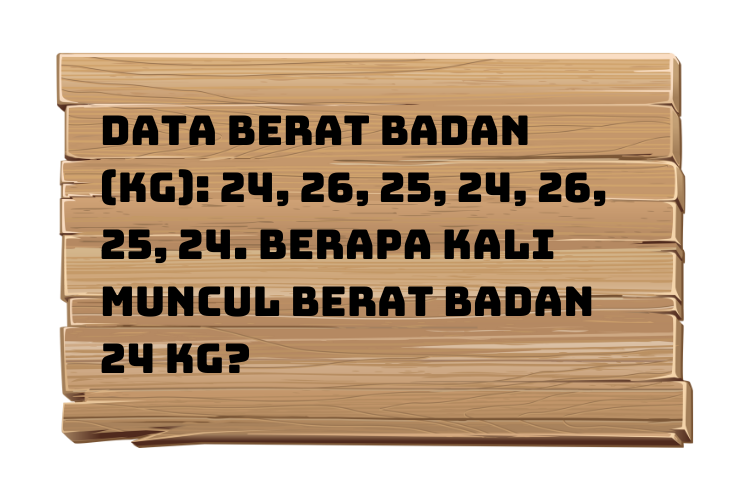 DATA BERAT BADAN
(KG): 24, 26, 25, 24, 26,
25, 24. BERAPA KALI
MUNCUL BERAT BADAN
24 KG?